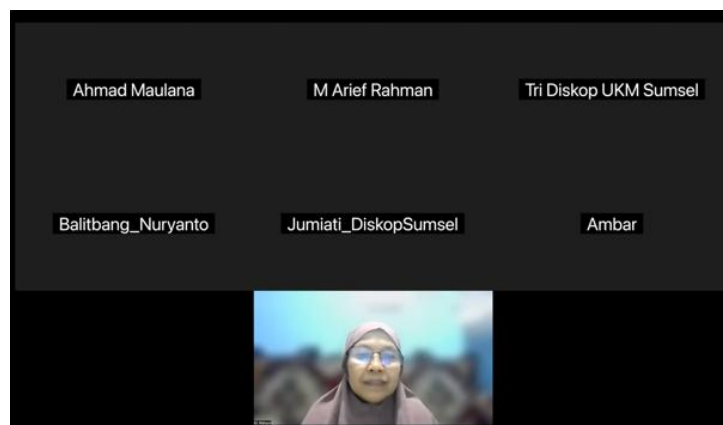 Ahmad Maulana
M Arief Rahman
Tri Diskop UKM Sumsel
Balitbang_Nuryanto
Jumiati_DiskopSumsel
Ambar